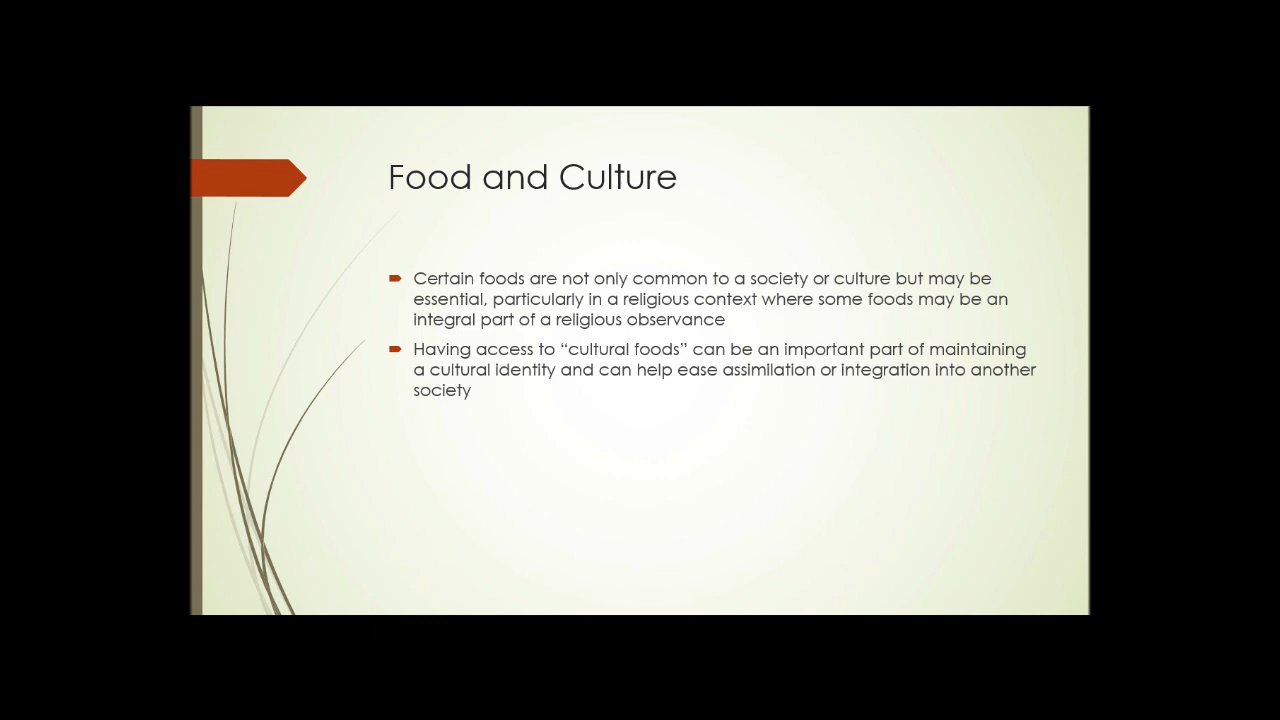 Food and Culture
Certain foods are not only common to a society or culture but may be
essential, particularly in a religious context where some foods may be an
integral part of a religious observance
Having access to “cultural foods” can be an important part of maintaining
a cultural identity and can help ease assimilation or integration into another
society